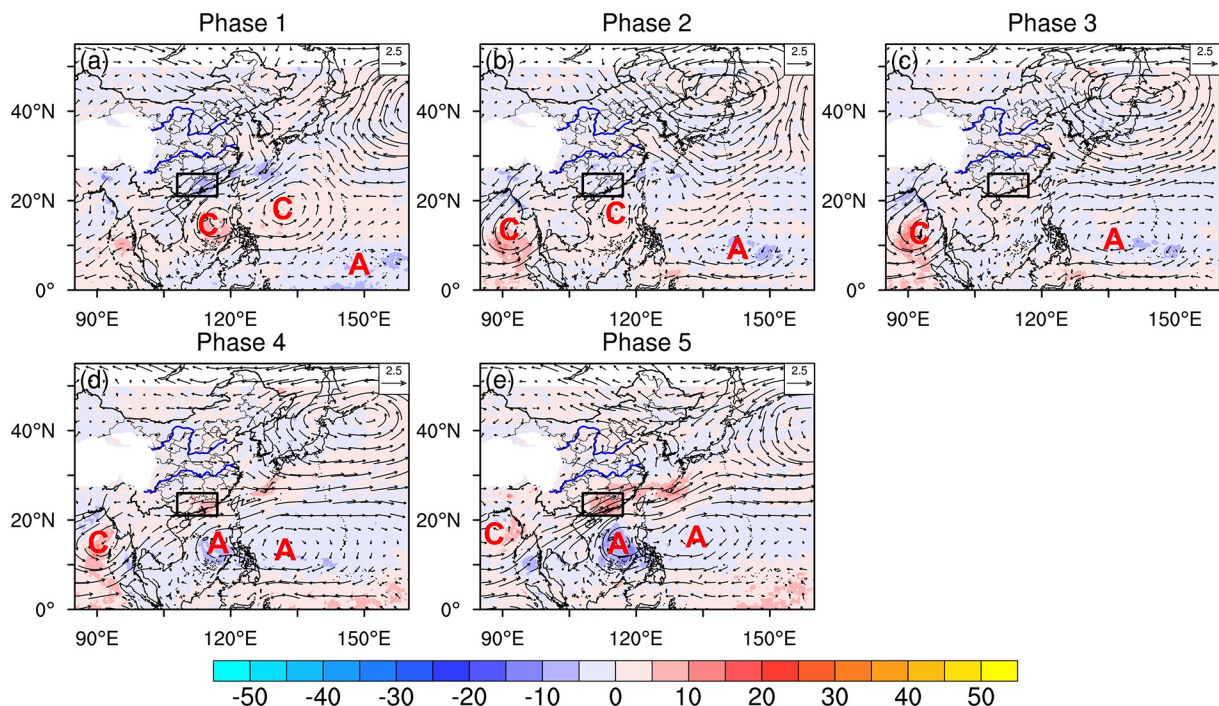 Phase 1 Phase 2 Phase 3
(a) 2.5 (b) 2.5 (c) 2.5
40°N 40°N 40°N
20°N C C 20°N C C 20°N C
A A A
0° 0° 0°
90°E 120°E 150°E 90°E 120°E 150°E 90°E 120°E 150°E
Phase 4 Phase 5
(d) 2.5 (e) 2.5
40°N 40°N
20°N 20°N
C A A C A A
0° 0°
90°E 120°E 150°E 90°E 120°E 150°E
-50 -40 -30 -20 -10 0 10 20 30 40 50